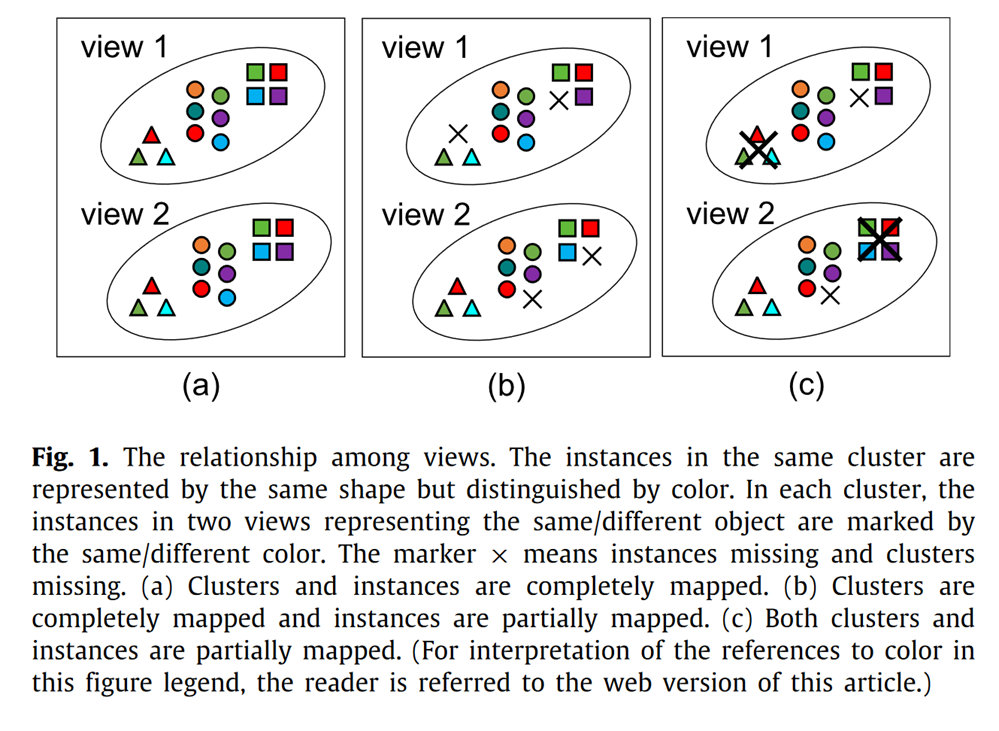 view 1
view 1
view 1
view 2
view 2
view 2
(a)
(b)
(c)
Fig. 1. The relationship among views. The instances in the same cluster are
represented by the same shape but distinguished by color. In each cluster, the
instances in two views representing the same/different object are marked by
the same/different color. The marker × means instances missing and clusters
missing. (a) Clusters and instances are completely mapped. (b) Clusters are
completely mapped and instances are partially mapped. (c) Both clusters and
instances are partially mapped. (For interpretation of the references to color in
this figure legend, the reader is referred to the web version of this article.)